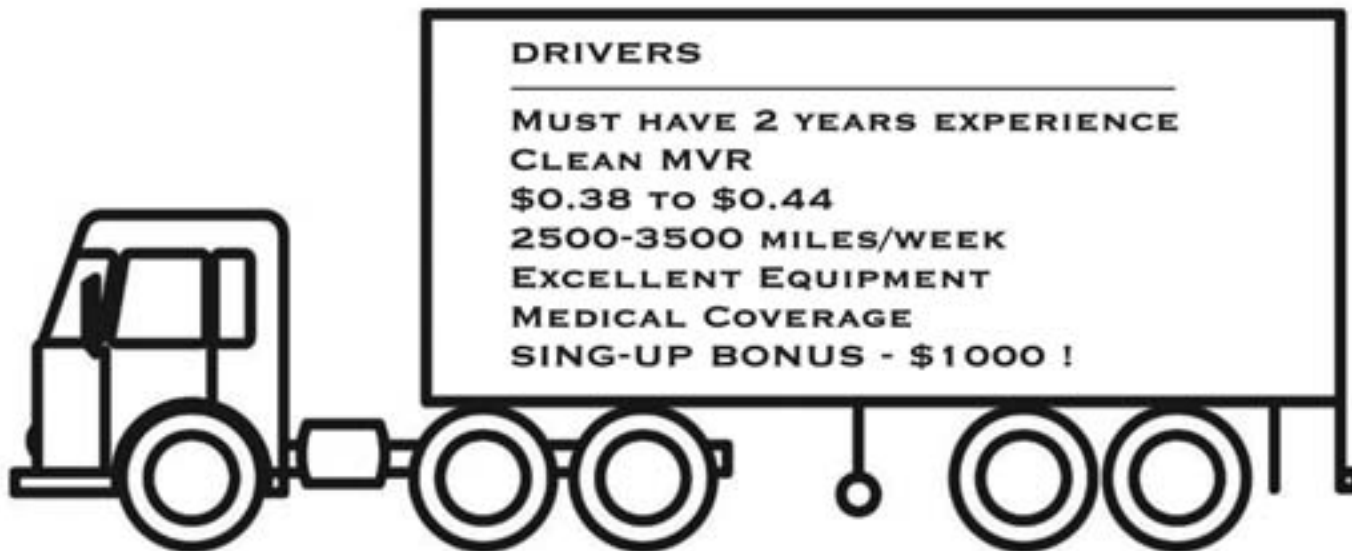 DRIVERS
MUST HAVE 2 YEARS EXPERIENCE
CLEAN MVR
$0.38 TO $0.44
2500-3500 MILES/WEEK
EXCELLENT EQUIPMENT
MEDICAL COVERAGE
SING-UP BONUS - $1000 !